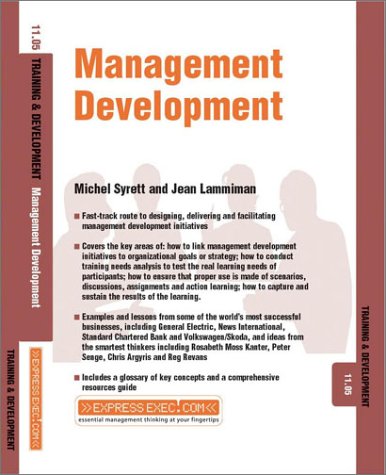 11.05 TRAINING & DEVELOPMENT
Management Development
»EXPRESS EXEC.COM«
TRAINING & DEVELOPMENT
Management
Development
Michel Syrett and Jean Lammiman
Fast-track route to designing, delivering and facilitating
management development initiatives
Covers the key areas of: how to link management development
initiatives to organizational goals or strategy; how to conduct
training needs analysis to test the real learning needs of
participants; how to ensure that proper use is made of scenarios,
discussions, assignments and action learning; how to capture and
sustain the results of the learning.
Examples and lessons from some of the world's most successful
businesses, including General Electric, News International,
Standard Chartered Bank and Volkswagen/Skoda, and ideas from
the smartest thinkers including Rosabeth Moss Kanter, Peter
Senge, Chris Argyris and Reg Revans
Includes a glossary of key concepts and a comprehensive
resources guide
»EXPRESS EXEC.COM«
essential management thinking at your fingertips
TRAINING & DEVELOPMENT
11.05